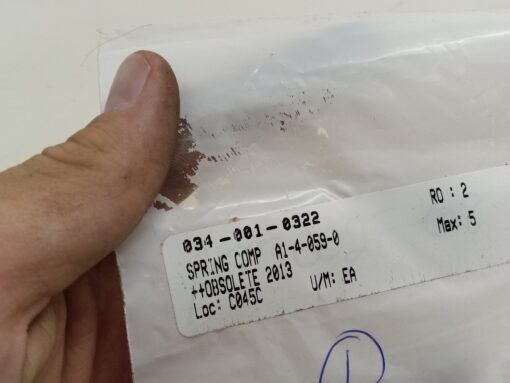 034-001-0322
SPRING COMP A1-4-059-0
++OBSOLETE 2013
Loc: C045C U/M: EA
RO : 2
Max: 5